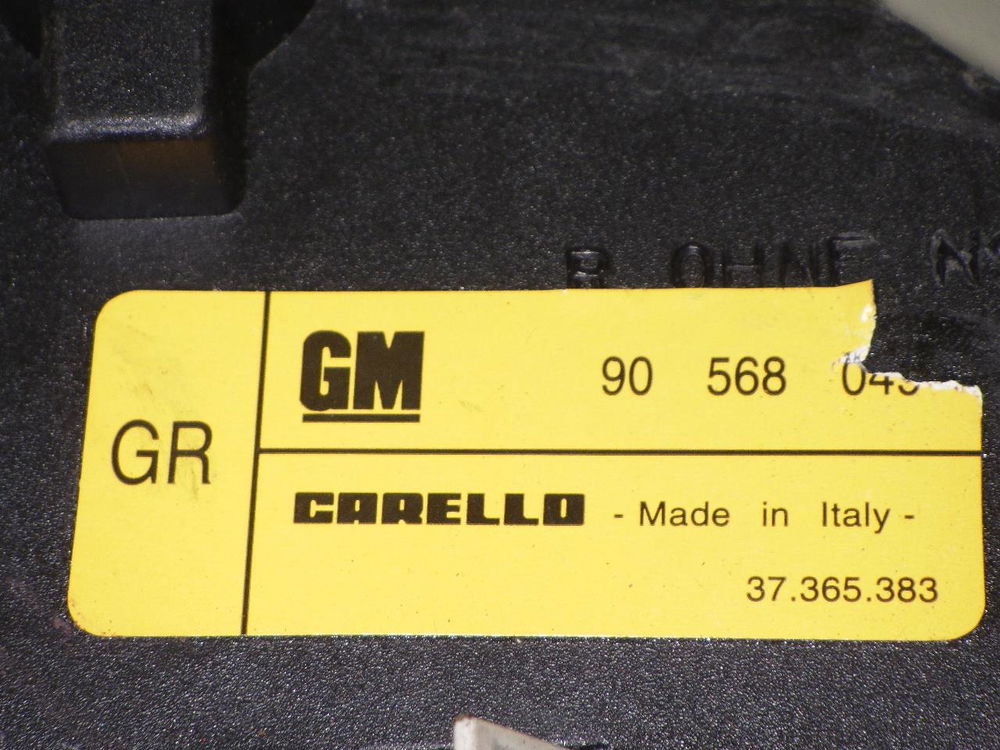 R OHNE
GM 90 568
GR
CARELLO - Made in Italy -
37.365.383